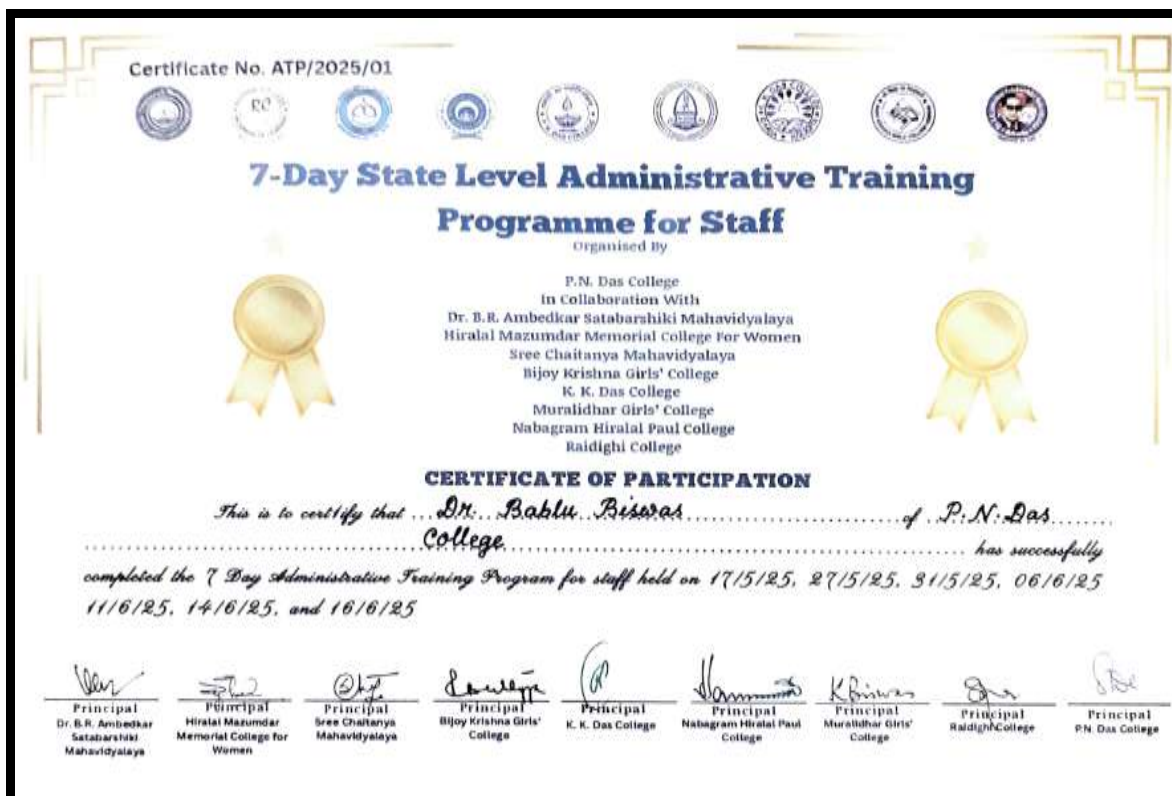 Certificate No. ATP/2025/01
7-Day State Level Administrative Training
Programme for Staff
Organised By
P.N. Das College
In Collaboration With
Dr. B.R. Ambedkar Satabarshiki Mahavidyalaya
Hiralal Mazumdar Memorial College For Women
Sree Chaitanya Mahavidyalaya
Bijoy Krishna Girls' College
K. K. Das College
Muralidhar Girls' College
Nabagram Hiralal Paul College
Raidighi College
CERTIFICATE OF PARTICIPATION
This is to certify that ... Dr. Bablu Biswas ... of P.N. Das
College ... has successfully
completed the 7 Day Administrative Training Program for staff held on 17/5/25, 27/5/25, 31/5/25, 06/6/25
11/6/25, 14/6/25, and 16/6/25
Principal
Dr. B.R. Ambedkar
Satabarshiki
Mahavidyalaya
Principal
Hiralal Mazumdar
Memorial College for
Women
Principal
Sree Chaitanya
Mahavidyalaya
Principal
Bijoy Krishna Girls'
College
Principal
K. K. Das College
Principal
Nabagram Hiralal Paul
College
K Biswas
Principal
Muralidhar Girls'
College
Principal
Raidighi College
Principal
P.N. Das College